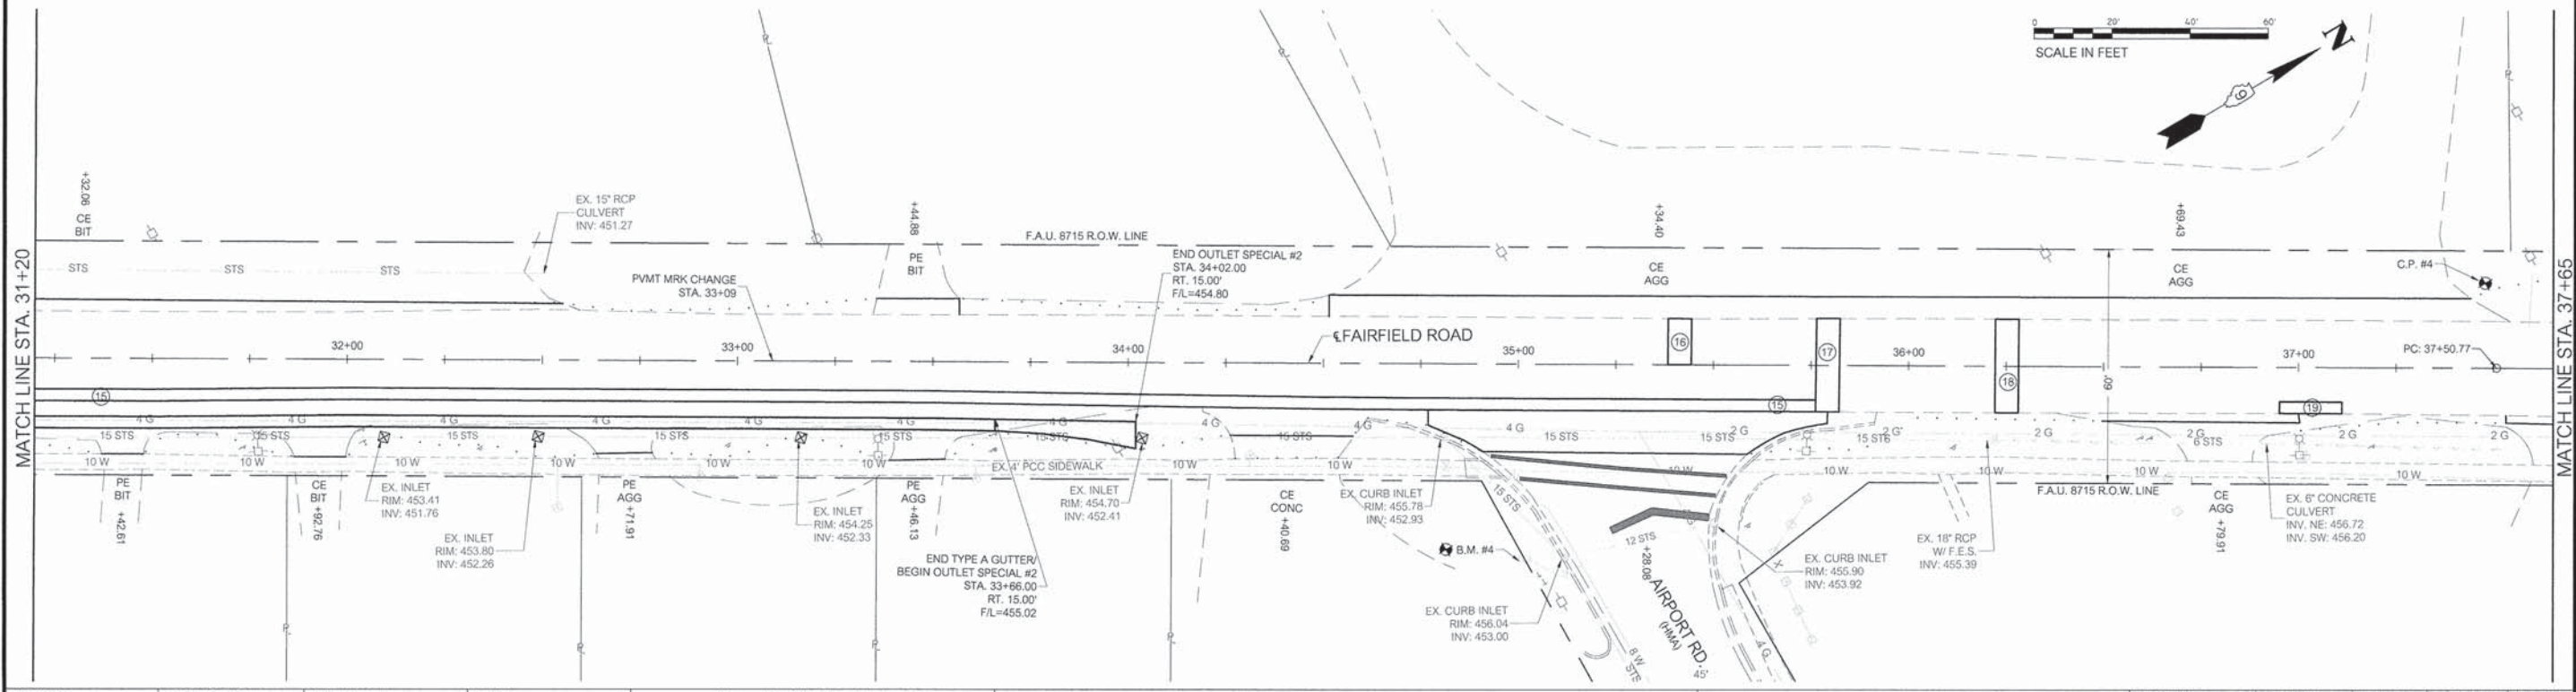 0 20' 40' 60'
SCALE IN FEET
N
9
MATCH LINE STA. 31+20
+32.06
CE
BIT
EX. 15" RCP
CULVERT
INV: 451.27
STS
STS
STS
PVMT MRK CHANGE
STA. 33+09
+44.88
PE
BIT
F.A.U. 8715 R.O.W. LINE
END OUTLET SPECIAL #2
STA. 34+02.00
RT. 15.00'
F/L=454.80
+34.40
CE
AGG
+69.43
CE
AGG
C.P. #4
FAIRFIELD ROAD
32+00
33+00
34+00
35+00
36+00
37+00
PC: 37+50.77
16
17
18
19
15
15
60'
4 G
4 G
4 G
4 G
4 G
4 G
4 G
4 G
4 G
4 G
2 G
2 G
2 G
2 G
2 G
2 G
15 STS
15 STS
15 STS
15 STS
15 STS
15 STS
15 STS
15 STS
15 STS
15 STS
6 STS
10 W
10 W
10 W
10 W
10 W
10 W
EX. 4' PCC SIDEWALK
10 W
10 W
10 W
10 W
10 W
10 W
10 W
PE
BIT
+42.61
CE
BIT
+92.76
EX. INLET
RIM: 453.41
INV: 451.76
EX. INLET
RIM: 453.80
INV: 452.26
PE
AGG
+71.91
EX. INLET
RIM: 454.25
INV: 452.33
PE
AGG
+46.13
END TYPE A GUTTER/
BEGIN OUTLET SPECIAL #2
STA. 33+66.00
RT. 15.00'
F/L=455.02
EX. INLET
RIM: 454.70
INV: 452.41
CE
CONC
+40.69
EX. CURB INLET
RIM: 455.78
INV: 452.93
B.M. #4
15 STS
EX. CURB INLET
RIM: 456.04
INV: 453.00
12 STS
+28.08
AIRPORT RD.
(HMA)
45'
8 W
STS
4 G
EX. CURB INLET
RIM: 455.90
INV: 453.92
EX. 18" RCP
W/ F.E.S.
INV: 455.39
F.A.U. 8715 R.O.W. LINE
CE
AGG
+79.91
EX. 6" CONCRETE
CULVERT
INV. NE: 456.72
INV. SW: 456.20
MATCH LINE STA. 37+65